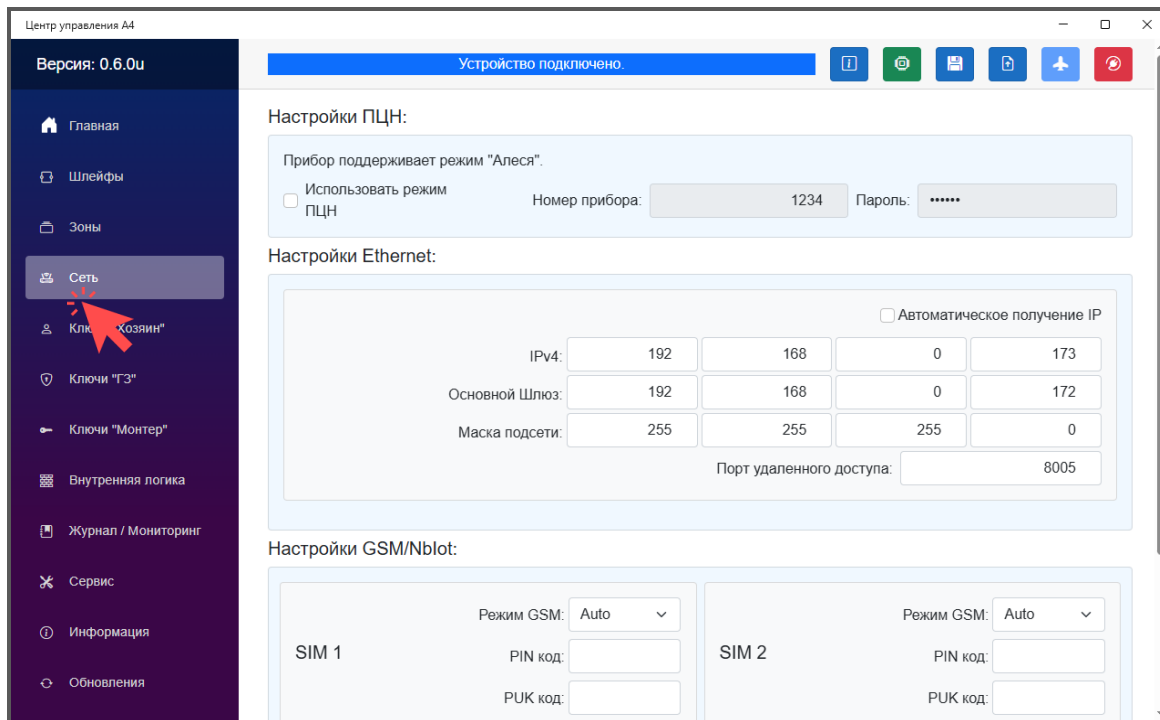 Центр управления А4
Версия: 0.6.0u
Устройство подключено.
Главная
Шлейфы
Зоны
Сеть
Ключи "Хозяин"
Ключи "ГЗ"
Ключи "Монтер"
Внутренняя логика
Журнал / Мониторинг
Сервис
Информация
Обновления
Настройки ПЦН:
Прибор поддерживает режим "Алеся".
Использовать режим
ПЦН
Номер прибора: 1234 Пароль: ••••••
Настройки Ethernet:
Автоматическое получение IP
IPv4: 192 168 0 173
Основной Шлюз: 192 168 0 172
Маска подсети: 255 255 255 0
Порт удаленного доступа: 8005
Настройки GSM/NbIot:
SIM 1
Режим GSM: Auto
PIN код:
PUK код:
SIM 2
Режим GSM: Auto
PIN код:
PUK код: